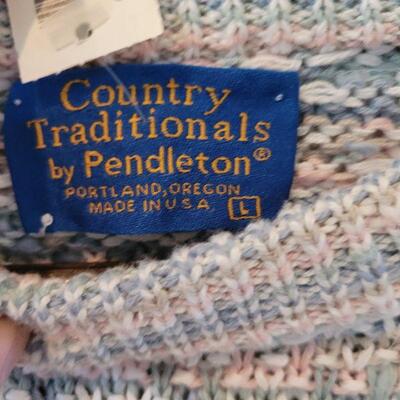 Country
Traditionals
by Pendleton®
PORTLAND, OREGON
MADE IN U.S.A. L